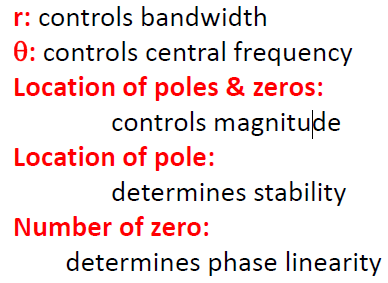 r: controls bandwidth
θ: controls central frequency
Location of poles & zeros:
controls magnitude
Location of pole:
determines stability
Number of zero:
determines phase linearity